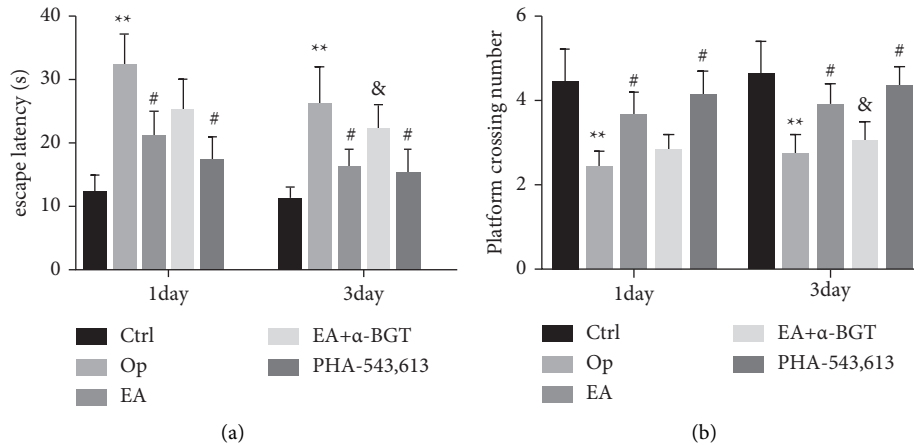 40
30
20
10
0
escape latency (s)
**
#
#
**
#
&
#
1day
3day
Ctrl
Op
EA
EA+α-BGT
PHA-543,613
(a)
6
4
2
0
Platform crossing number
**
#
#
**
#
&
#
1day
3day
Ctrl
Op
EA
EA+α-BGT
PHA-543,613
(b)